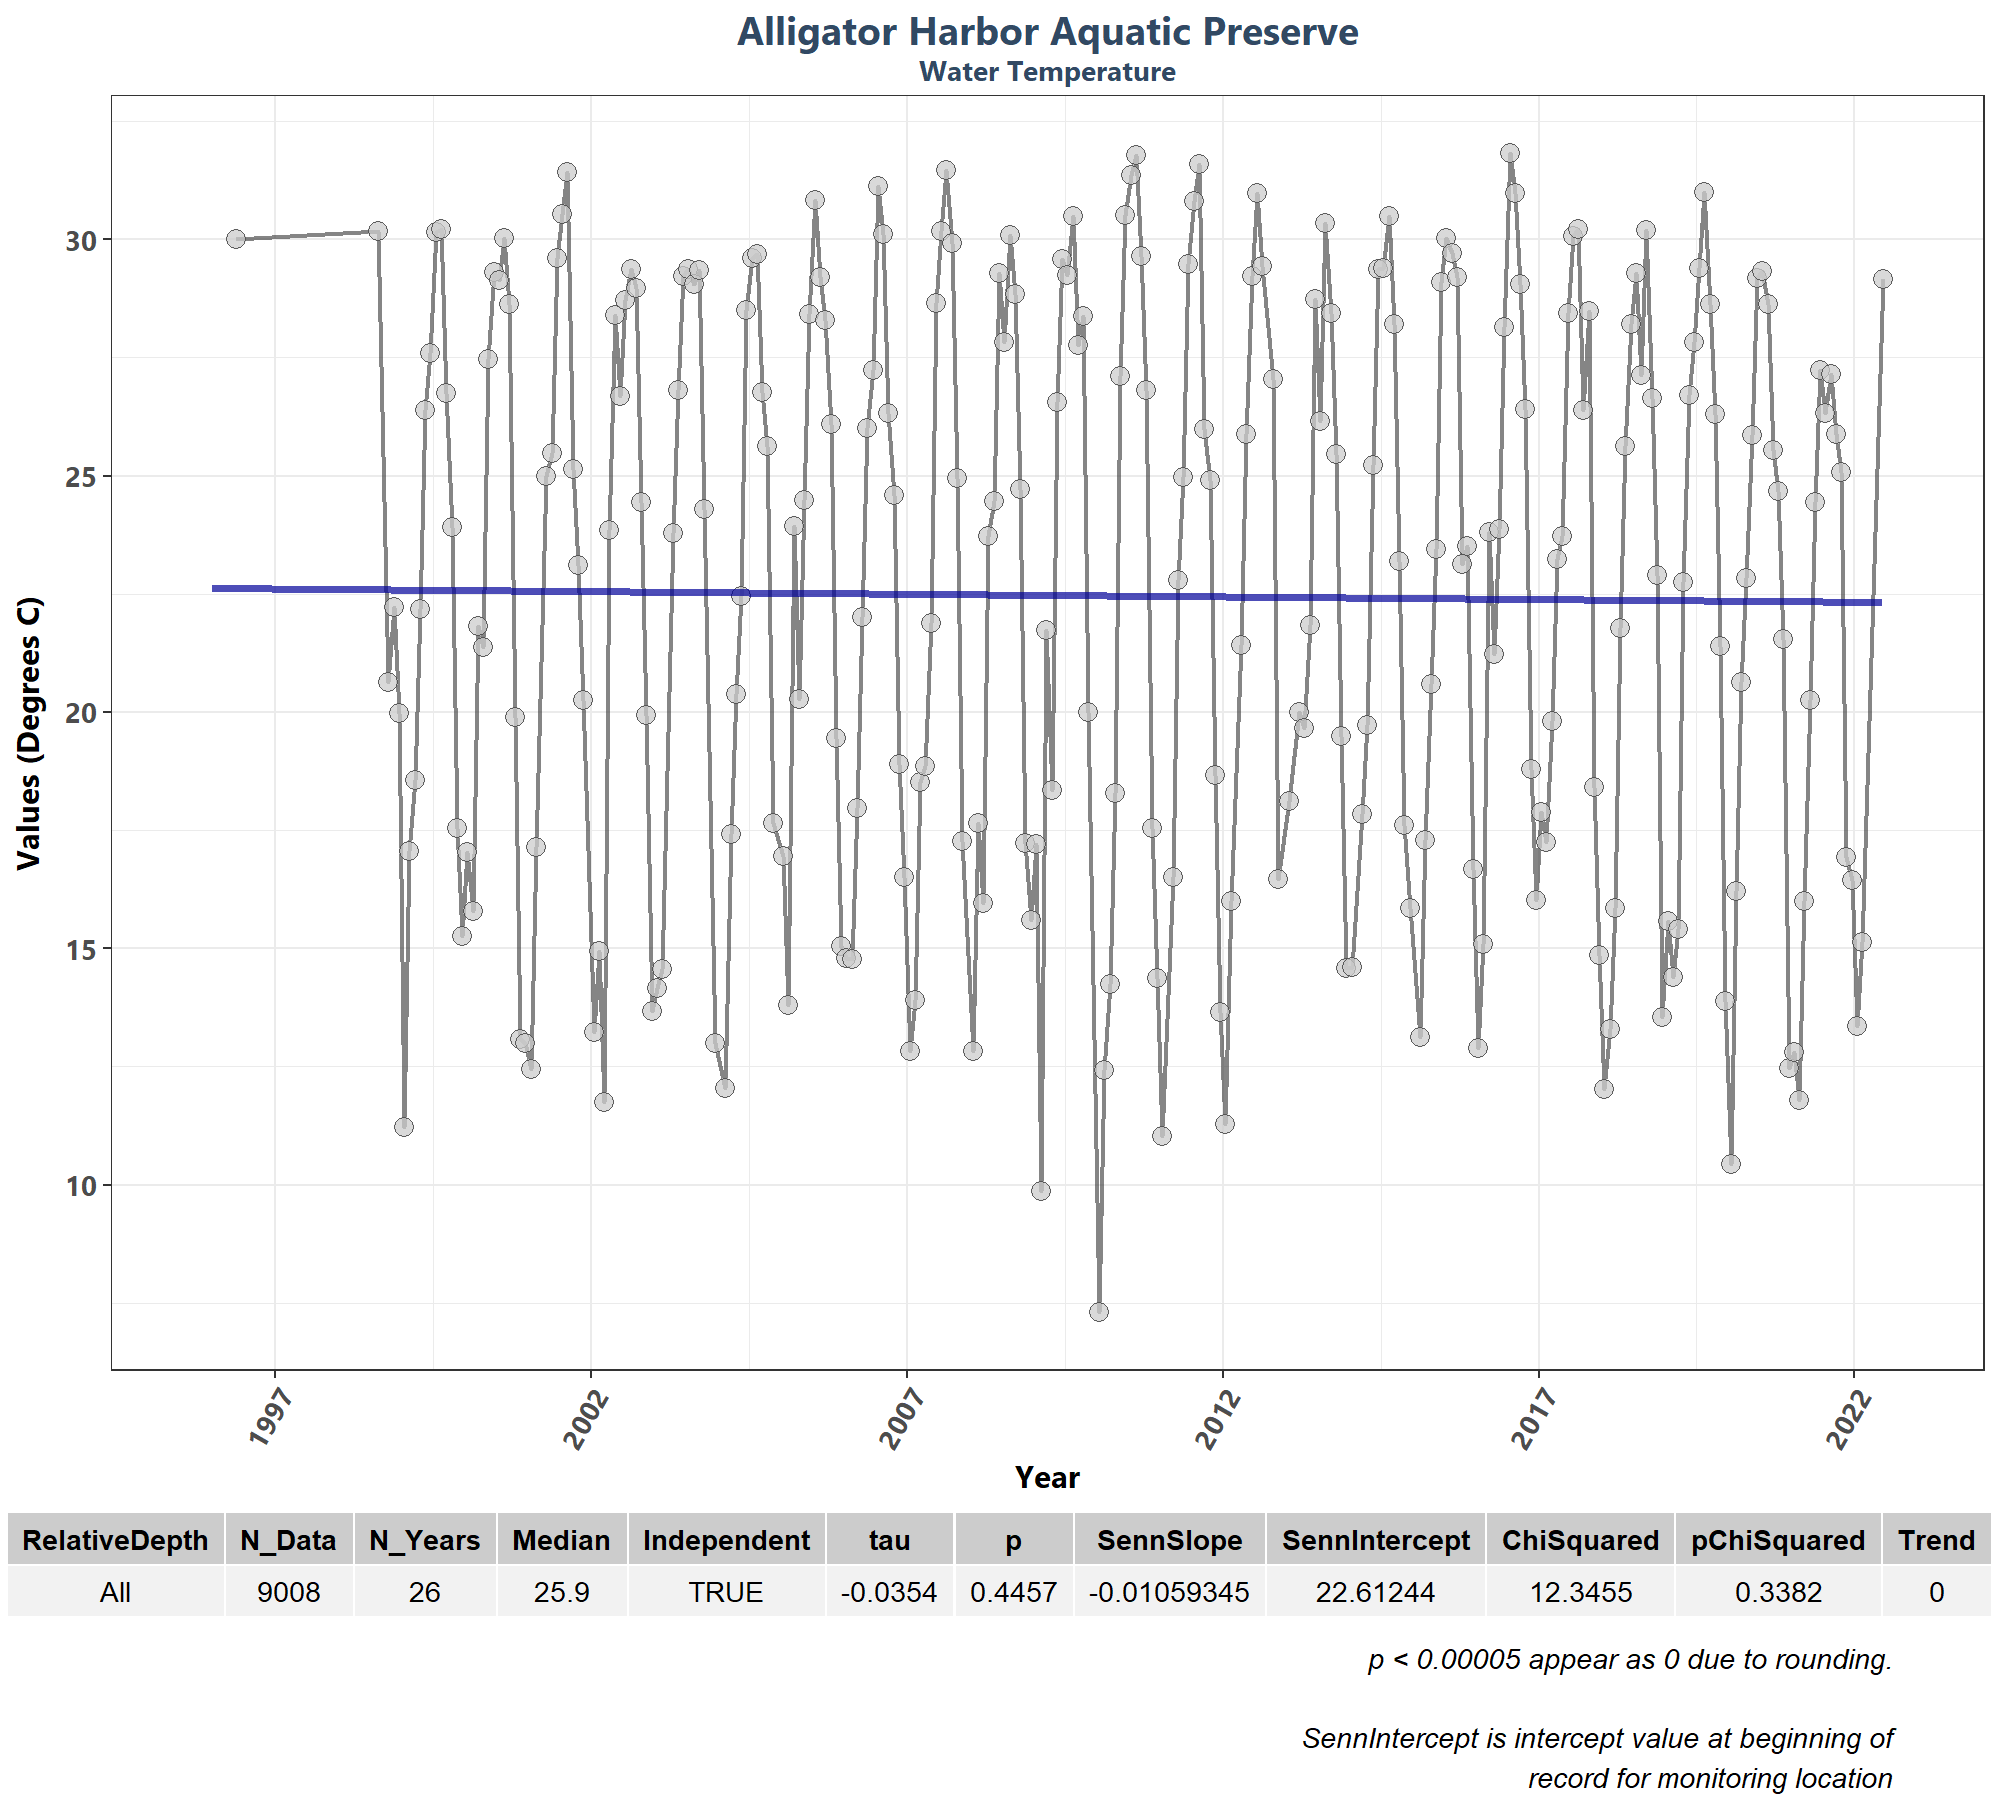 Alligator Harbor Aquatic Preserve
Water Temperature
Values (Degrees C)
30
25
20
15
10
1997 2002 2007 2012 2017 2022
Year
RelativeDepth N_Data N_Years Median Independent tau p SennSlope SennIntercept ChiSquared pChiSquared Trend
All 9008 26 25.9 TRUE -0.0354 0.4457 -0.01059345 22.61244 12.3455 0.3382 0
p < 0.00005 appear as 0 due to rounding.
SennIntercept is intercept value at beginning of
record for monitoring location